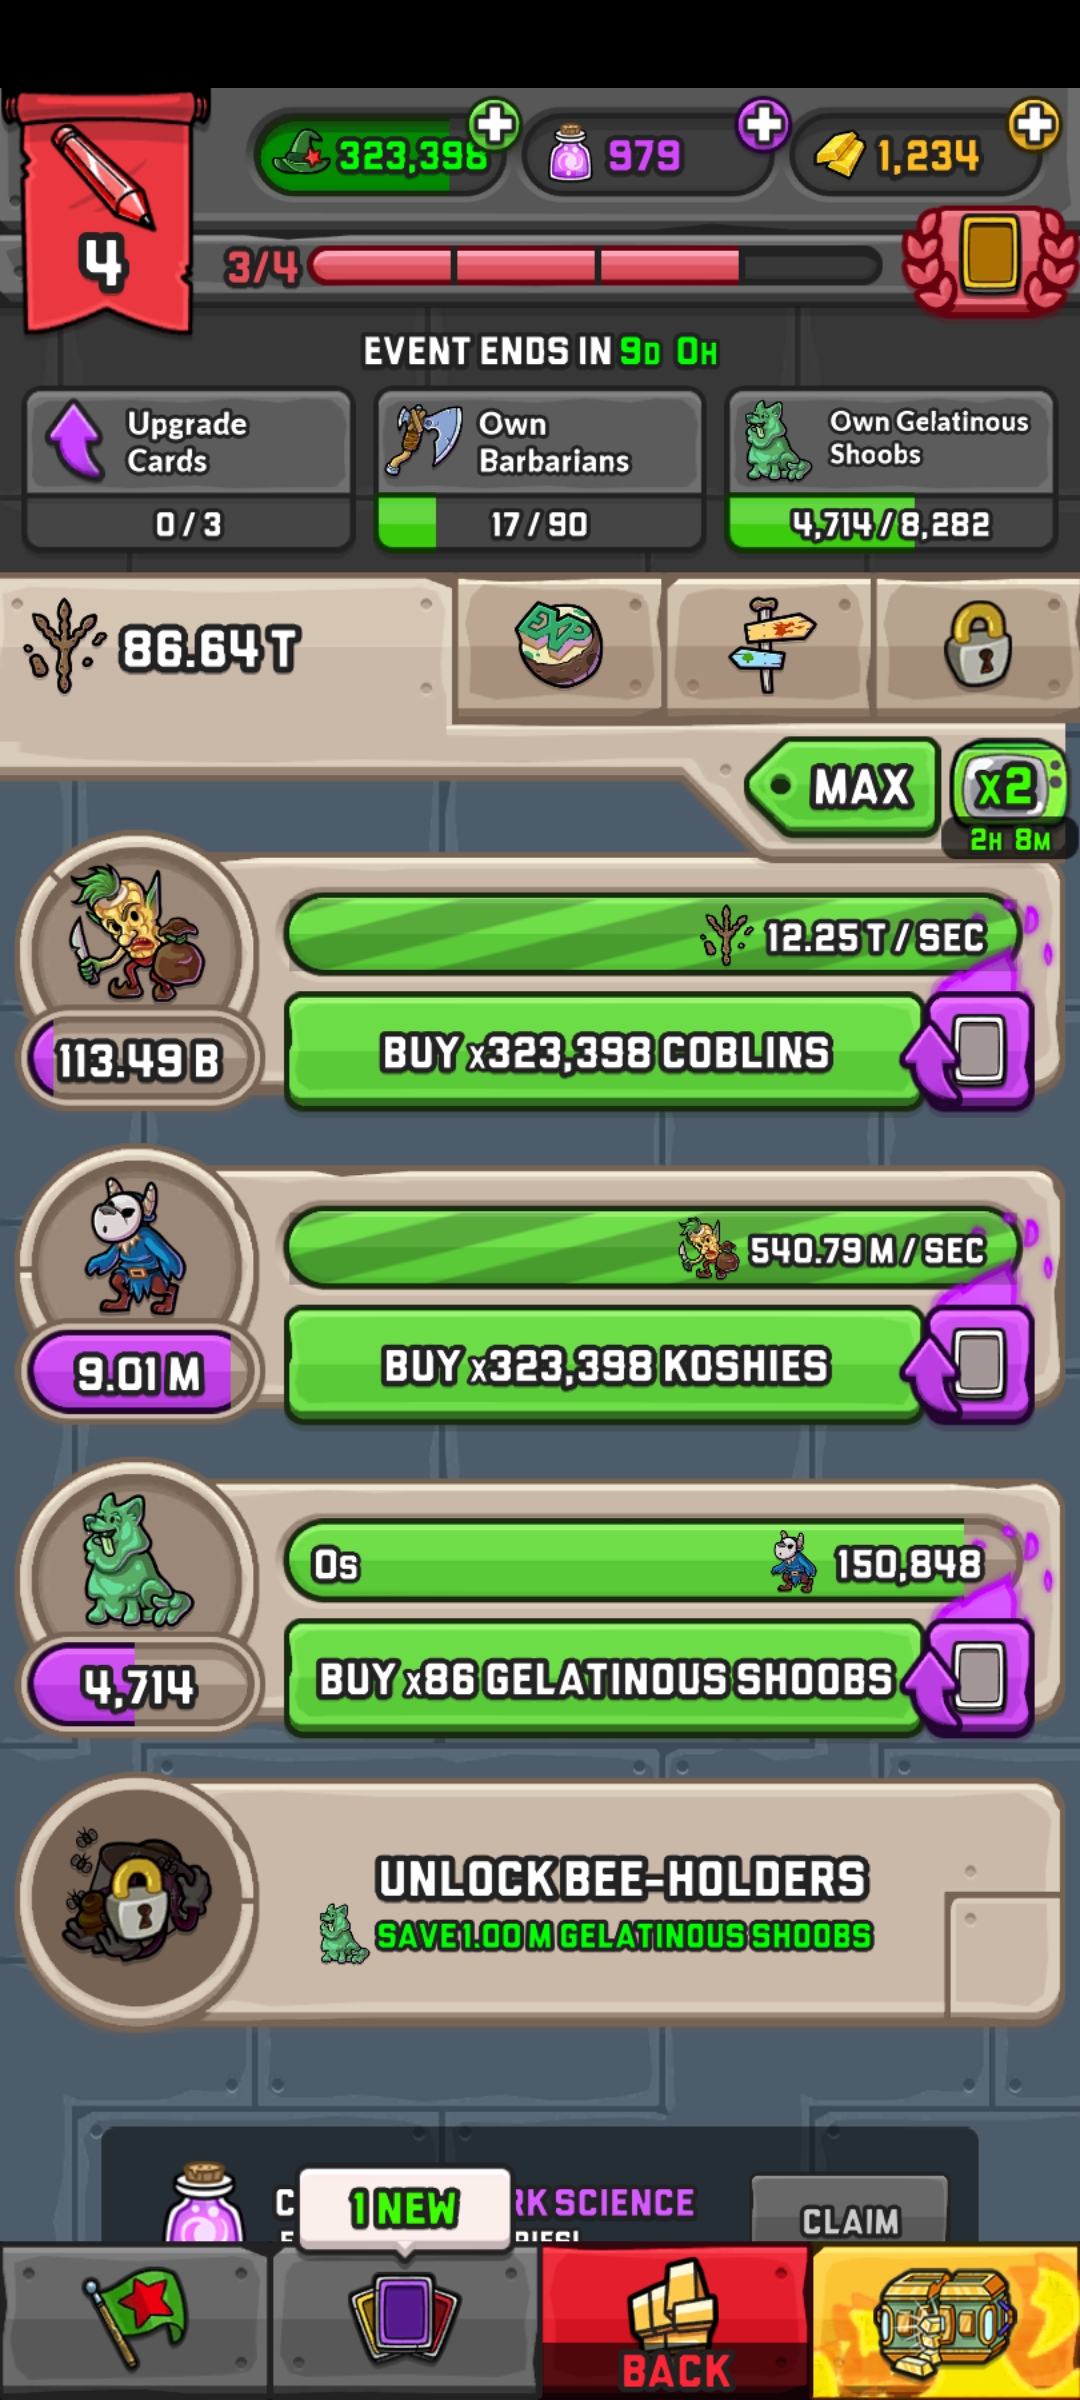 323,398
979
1,234
4
3/4
EVENT ENDS IN 9D 0H
Upgrade
Cards
0 / 3
Own
Barbarians
17 / 90
Own Gelatinous
Shoobs
4,714 / 8,282
86.64 T
EXP
MAX
x2
2H 8M
12.25 T / SEC
113.49 B
BUY x323,398 COBLINS
540.79 M / SEC
9.01 M
BUY x323,398 KOSHIES
0s
150,848
4,714
BUY x86 GELATINOUS SHOOBS
UNLOCK BEE-HOLDERS
SAVE 1.00 M GELATINOUS SHOOBS
1 NEW
SCIENCE
CLAIM
BACK